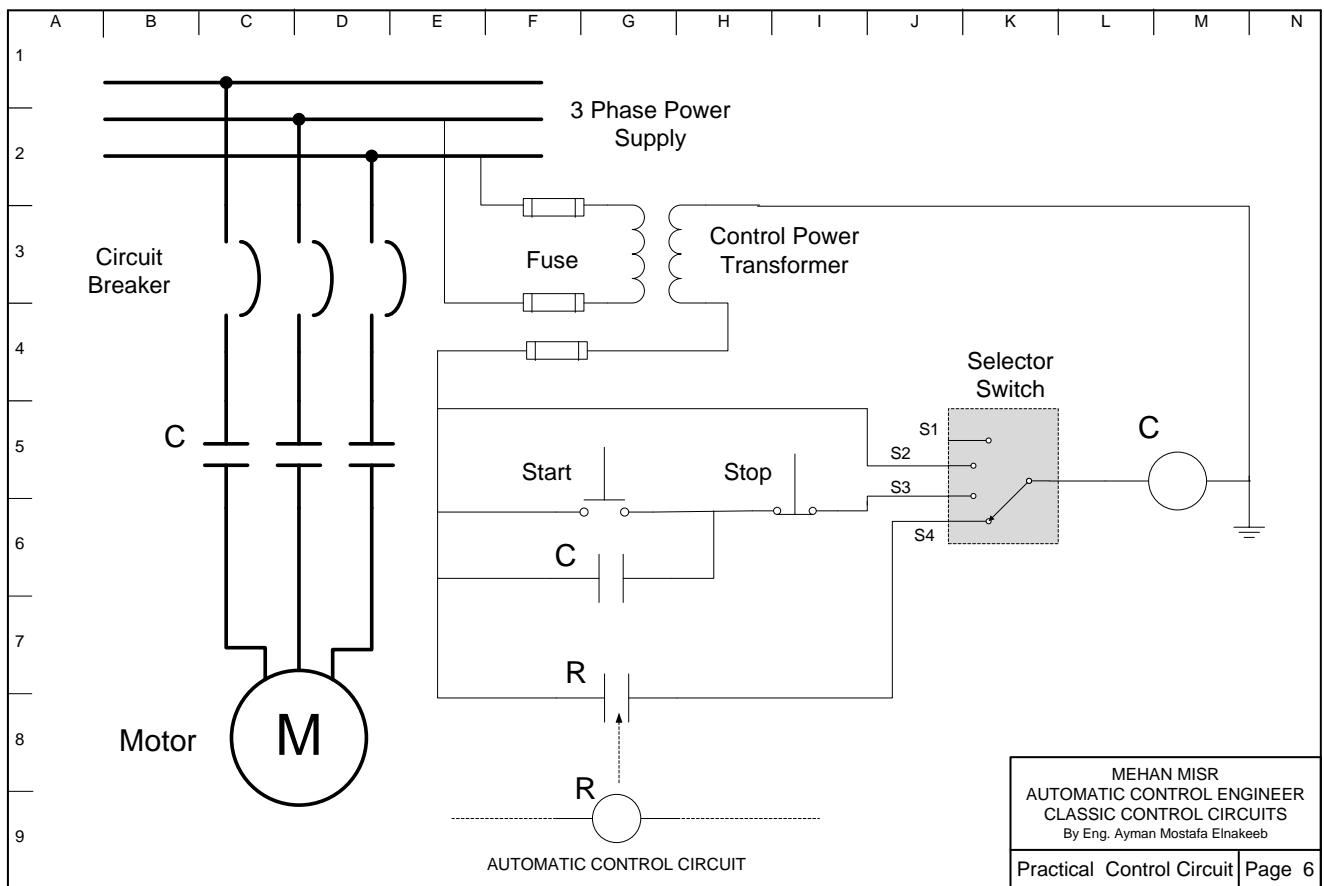 A B C D E F G H I J K L M N
1
3 Phase Power
Supply
2
Circuit
Breaker
3
Fuse
Control Power
Transformer
4
Selector
Switch
C
5
Start
Stop
S1
S2
S3
S4
C
6
C
7
R
8
Motor
M
R
9
AUTOMATIC CONTROL CIRCUIT
MEHAN MISR
AUTOMATIC CONTROL ENGINEER
CLASSIC CONTROL CIRCUITS
By Eng. Ayman Mostafa Elnakeeb
Practical Control Circuit Page 6